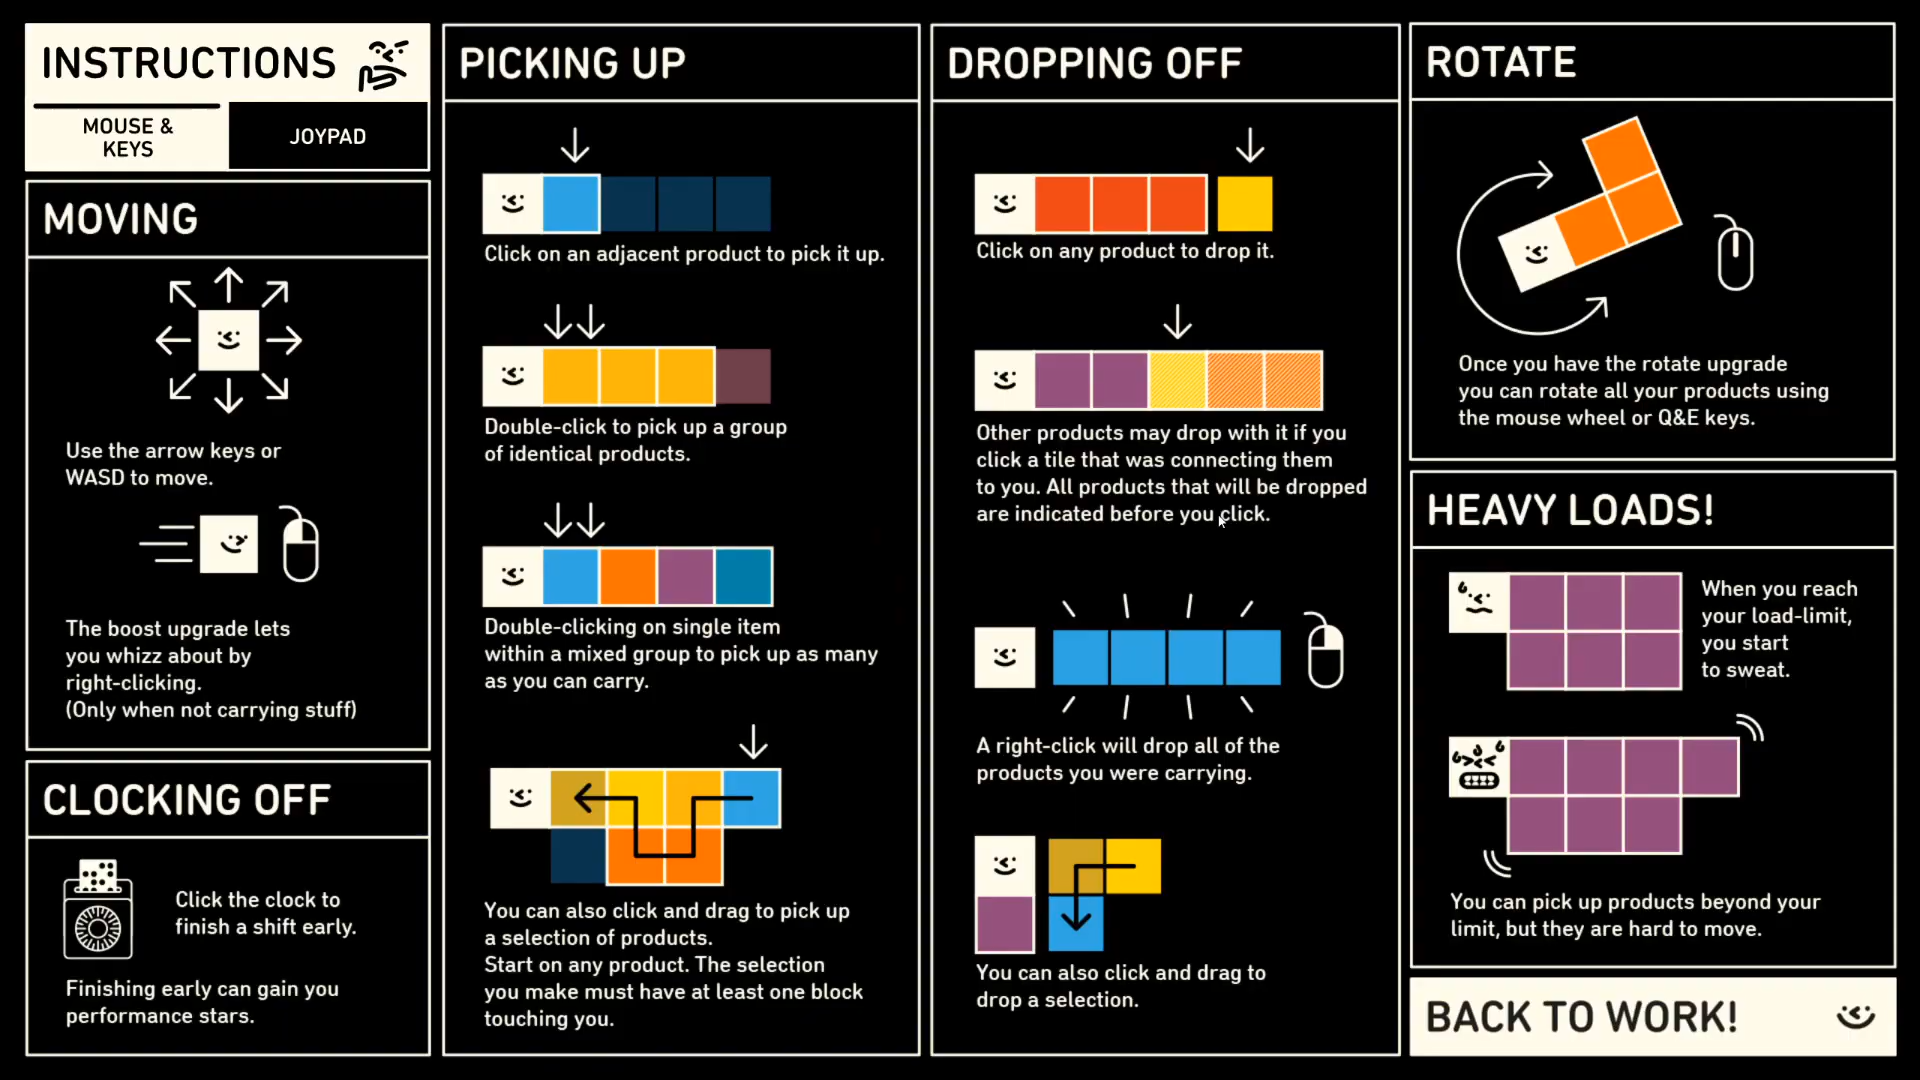 INSTRUCTIONS
MOUSE &
KEYS
JOYPAD
MOVING
Use the arrow keys or
WASD to move.
The boost upgrade lets
you whizz about by
right-clicking.
(Only when not carrying stuff)
CLOCKING OFF
Click the clock to
finish a shift early.
Finishing early can gain you
performance stars.
PICKING UP
Click on an adjacent product to pick it up.
Double-click to pick up a group
of identical products.
Double-clicking on single item
within a mixed group to pick up as many
as you can carry.
You can also click and drag to pick up
a selection of products.
Start on any product. The selection
you make must have at least one block
touching you.
DROPPING OFF
Click on any product to drop it.
Other products may drop with it if you
click a tile that was connecting them
to you. All products that will be dropped
are indicated before you click.
A right-click will drop all of the
products you were carrying.
You can also click and drag to
drop a selection.
ROTATE
Once you have the rotate upgrade
you can rotate all your products using
the mouse wheel or Q&E keys.
HEAVY LOADS!
When you reach
your load-limit,
you start
to sweat.
You can pick up products beyond your
limit, but they are hard to move.
BACK TO WORK!